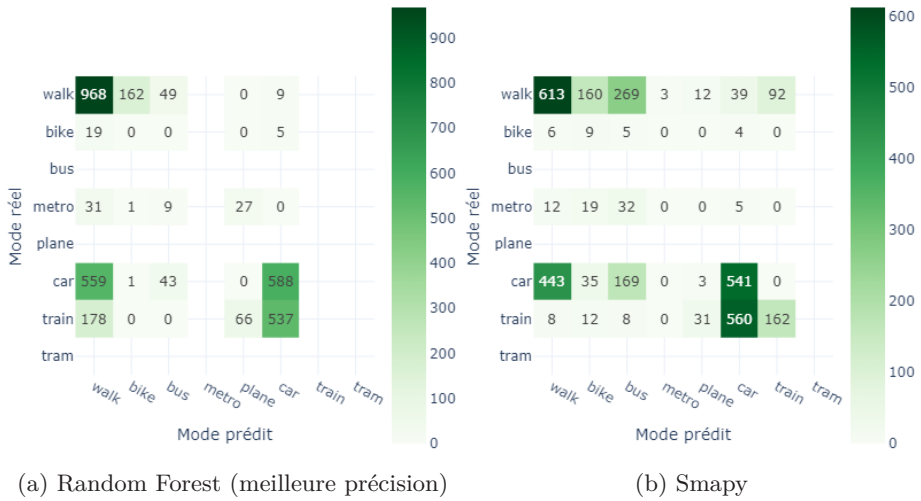 900
800
700
600
500
400
300
200
100
0
Mode réel
walk 968 162 49 0 9
bike 19 0 0 0 5
bus
metro 31 1 9 27 0
plane
car 559 1 43 0 588
train 178 0 0 66 537
tram
walk bike bus metro plane car train tram
Mode prédit
(a) Random Forest (meilleure précision)
600
500
400
300
200
100
0
Mode réel
walk 613 160 269 3 12 39 92
bike 6 9 5 0 0 4 0
bus
metro 12 19 32 0 0 5 0
plane
car 443 35 169 0 3 541 0
train 8 12 8 0 31 560 162
tram
walk bike bus metro plane car train tram
Mode prédit
(b) Smapy